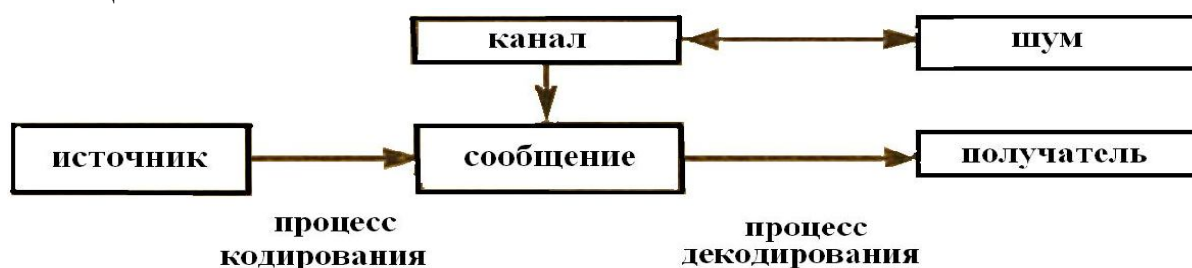 канал
шум
источник
сообщение
получатель
процесс
кодирования
процесс
декодирования